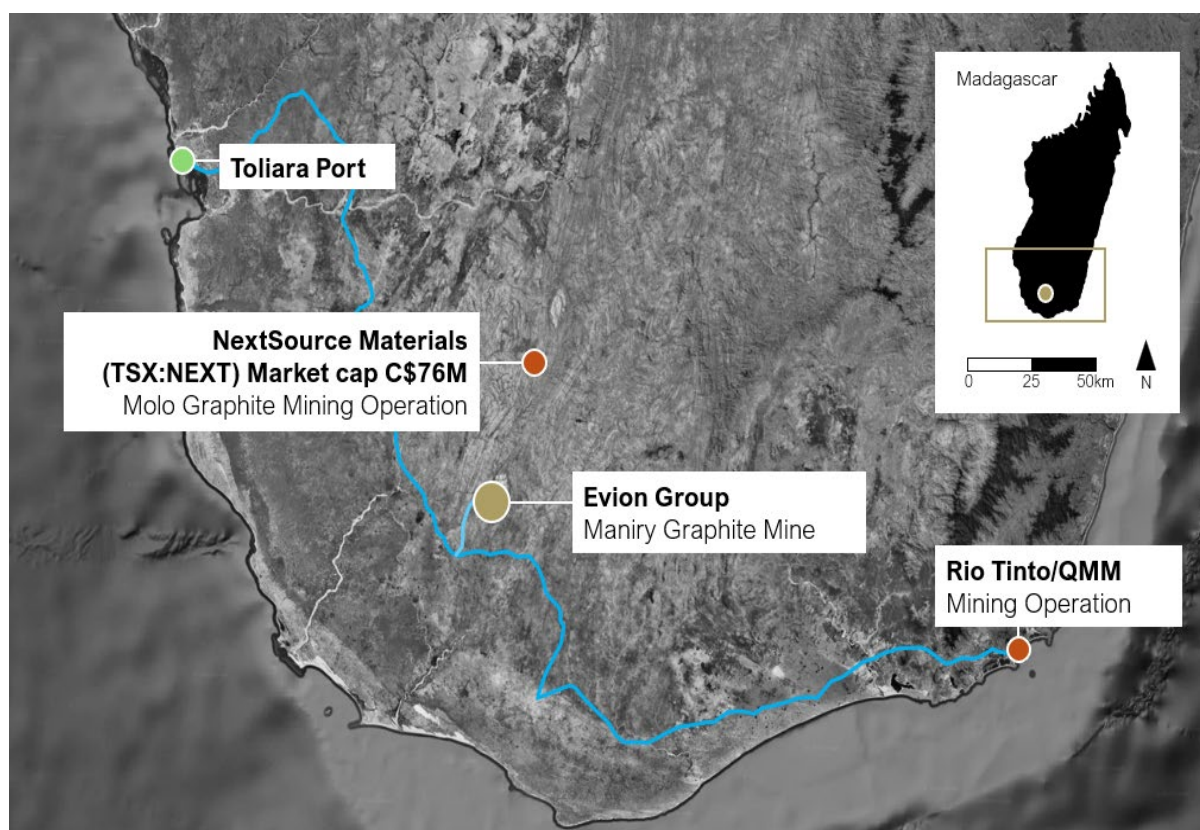 Madagascar
0 25 50km
N
Toliara Port
NextSource Materials
(TSX:NEXT) Market cap C$76M
Molo Graphite Mining Operation
Evion Group
Maniry Graphite Mine
Rio Tinto/QMM
Mining Operation